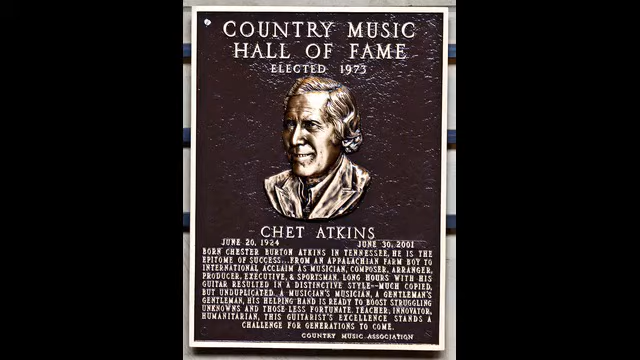 COUNTRY MUSIC
HALL OF FAME
ELECTED 1973
CHET ATKINS
JUNE 20, 1924 JUNE 30, 2001
BORN CHESTER BURTON ATKINS IN TENNESSEE, HE IS THE
EPITOME OF SUCCESS...FROM AN APPALACHIAN FARM BOY TO
INTERNATIONAL ACCLAIM AS MUSICIAN, COMPOSER, ARRANGER,
PRODUCER, EXECUTIVE, & SPORTSMAN. LONG HOURS WITH HIS
GUITAR RESULTED IN A DISTINCTIVE STYLE--MUCH COPIED,
BUT UNDUPLICATED. A MUSICIAN'S MUSICIAN, A GENTLEMAN'S
GENTLEMAN, HIS HELPING HAND IS READY TO BOOST STRUGGLING
UNKNOWNS AND THOSE LESS FORTUNATE. TEACHER, INNOVATOR,
HUMANITARIAN, THIS GUITARIST'S EXCELLENCE STANDS A
CHALLENGE FOR GENERATIONS TO COME.
COUNTRY MUSIC ASSOCIATION